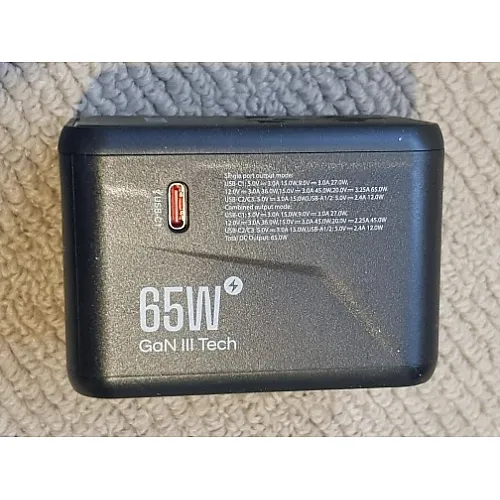 Single port output mode:
USB-C1: 5.0V⎓3.0A 15.0W,9.0V⎓3.0A 27.0W,
12.0V⎓3.0A 36.0W,15.0V⎓3.0A 45.0W,20.0V⎓3.25A 65.0W
USB-C2/C3: 5.0V⎓3.0A 15.0W,USB-A1/2: 5.0V⎓2.4A 12.0W
Combined output mode:
USB-C1: 5.0V⎓3.0A 15.0W,9.0V⎓3.0A 27.0W,
12.0V⎓3.0A 36.0W,15.0V⎓3.0A 45.0W,20.0V⎓2.25A 45.0W
USB-C2/C3: 5.0V⎓3.0A 15.0W,USB-A1/2: 5.0V⎓2.4A 12.0W
Total DC Output: 65.0W
USB-C1
65W
GaN III Tech